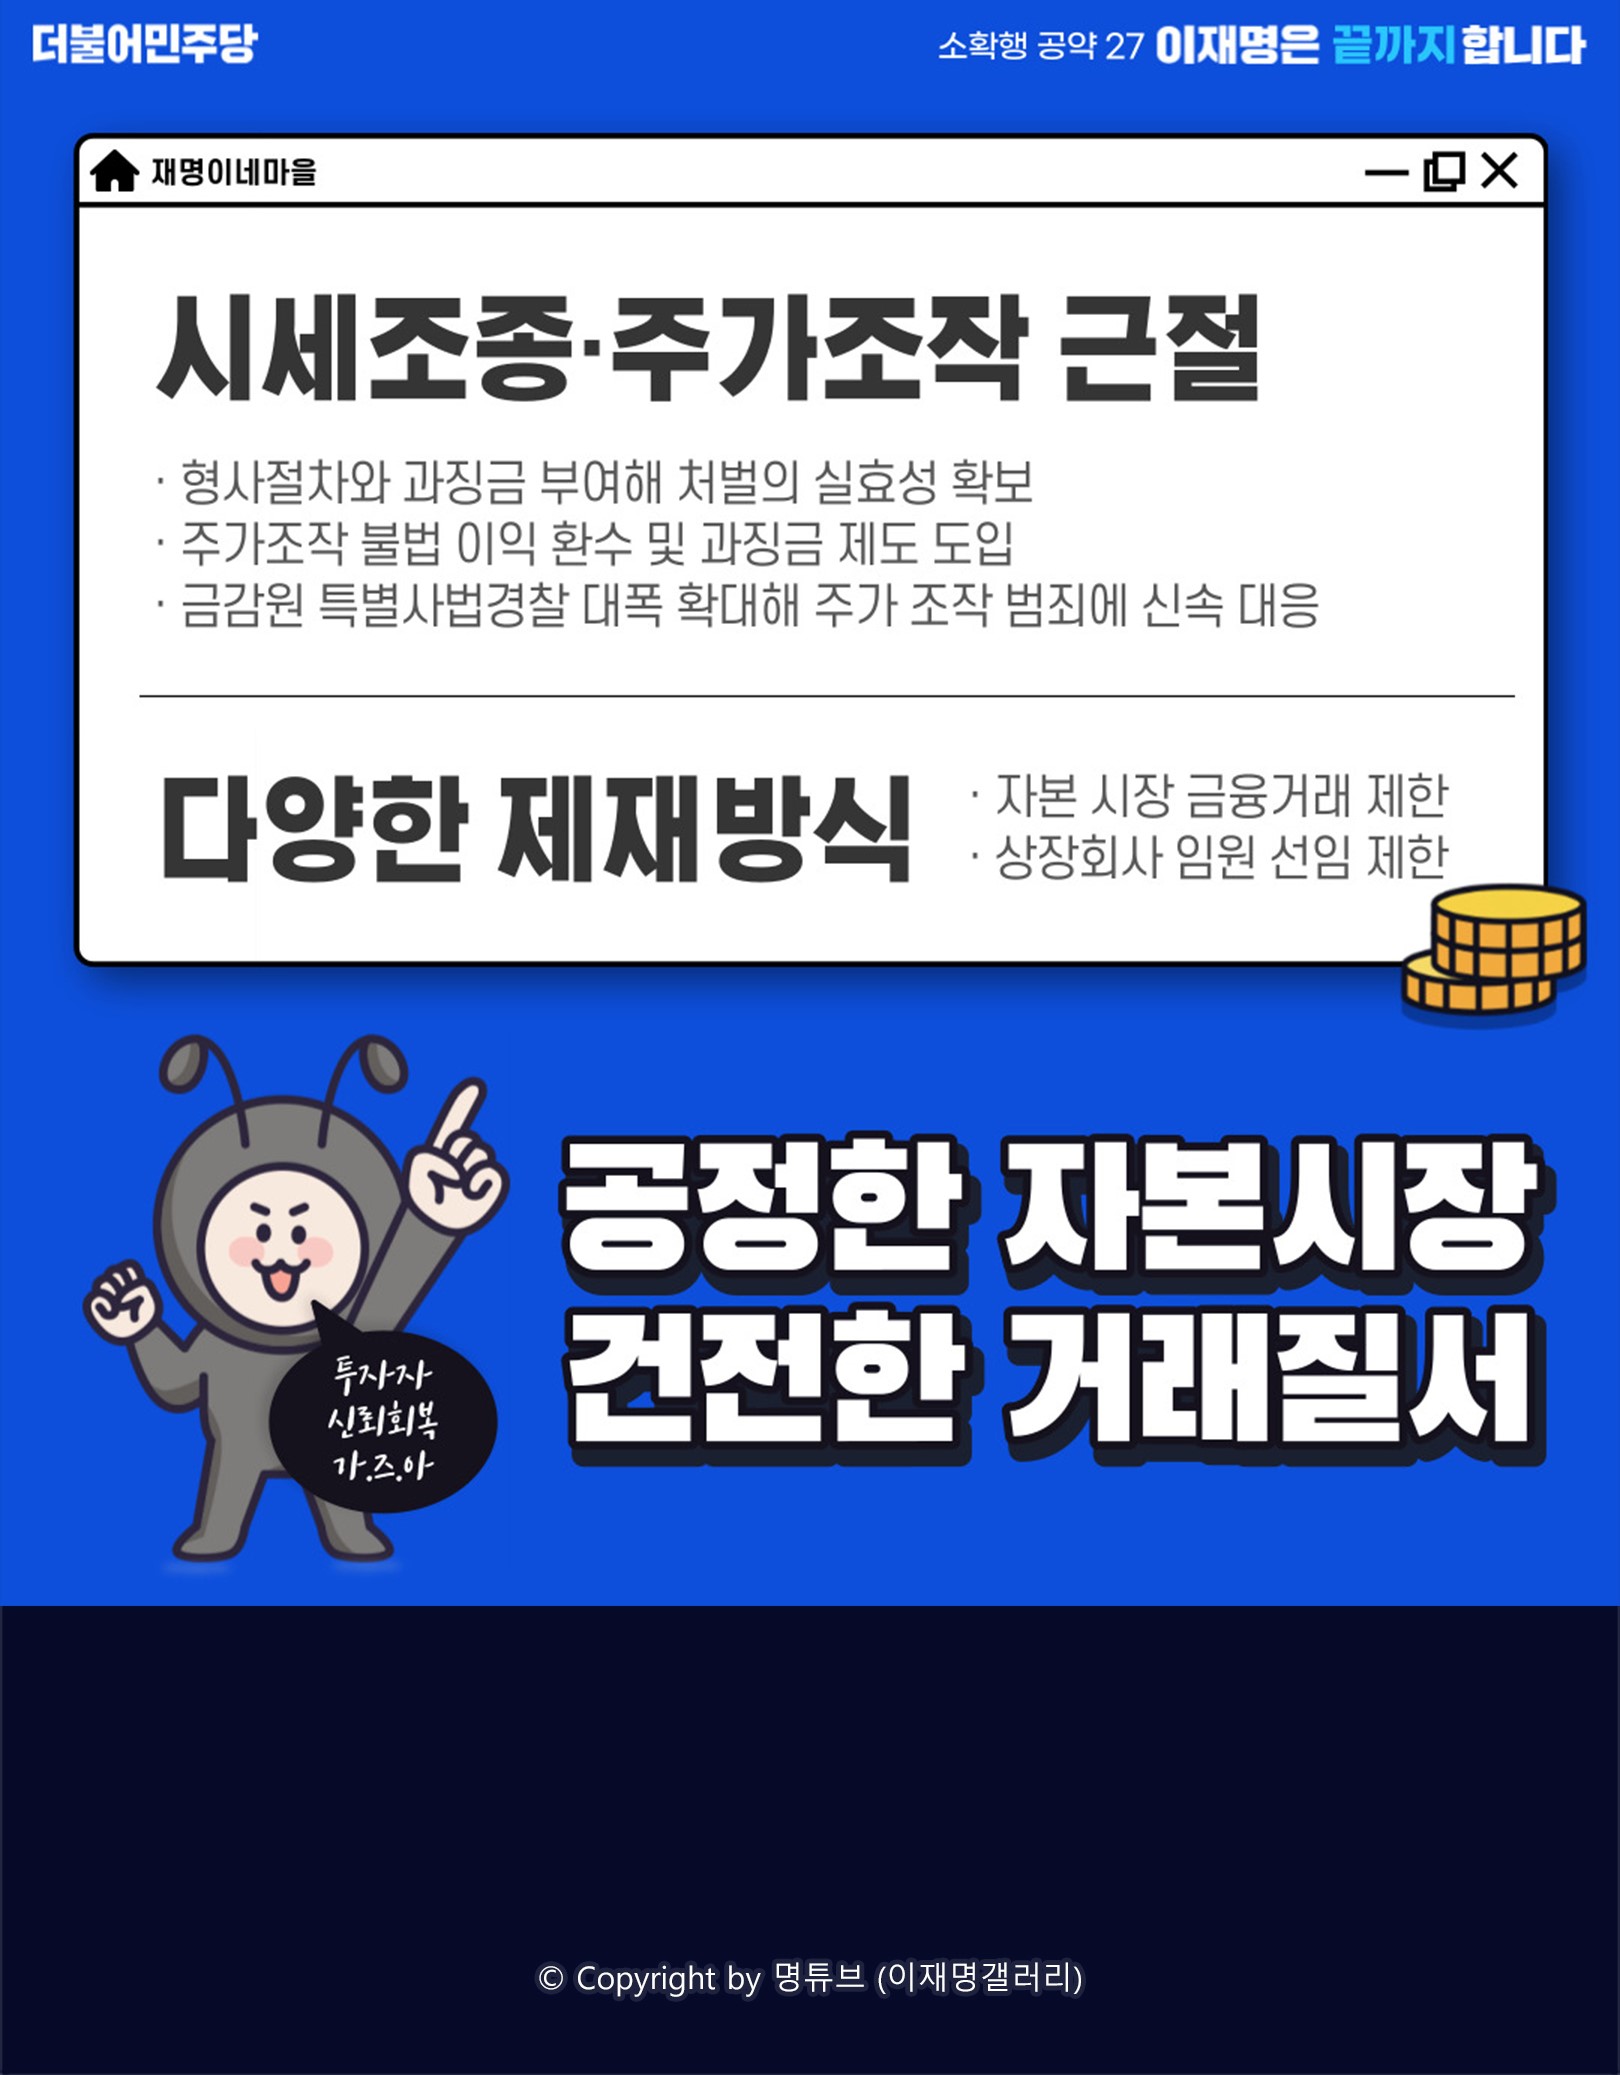 더불어민주당
소확행 공약 27 이재명은 끝까지 합니다
재명이네마을
시세조종·주가조작 근절
· 형사절차와 과징금 부여해 처벌의 실효성 확보
· 주가조작 불법 이익 환수 및 과징금 제도 도입
· 금감원 특별사법경찰 대폭 확대해 주가 조작 범죄에 신속 대응
다양한 제재방식
· 자본 시장 금융거래 제한
· 상장회사 임원 선임 제한
공정한 자본시장
건전한 거래질서
투자자
신뢰회복
가.즈.아
© Copyright by 명튜브 (이재명갤러리)